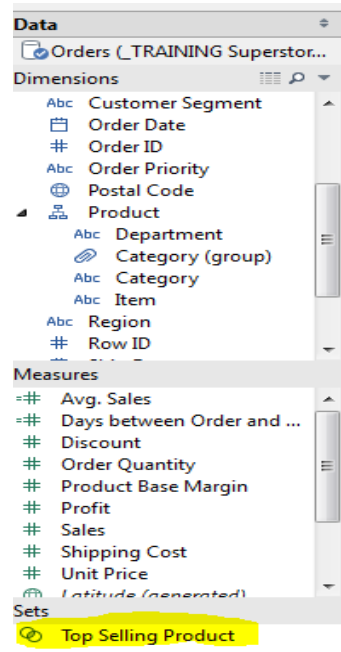 Data
Orders (_TRAINING Superstor...
Dimensions
Abc Customer Segment
Order Date
# Order ID
Abc Order Priority
Postal Code
Product
Abc Department
Category (group)
Abc Category
Abc Item
Abc Region
# Row ID
Measures
=# Avg. Sales
=# Days between Order and ...
# Discount
# Order Quantity
# Product Base Margin
# Profit
# Sales
# Shipping Cost
# Unit Price
Latitude (generated)
Sets
Top Selling Product